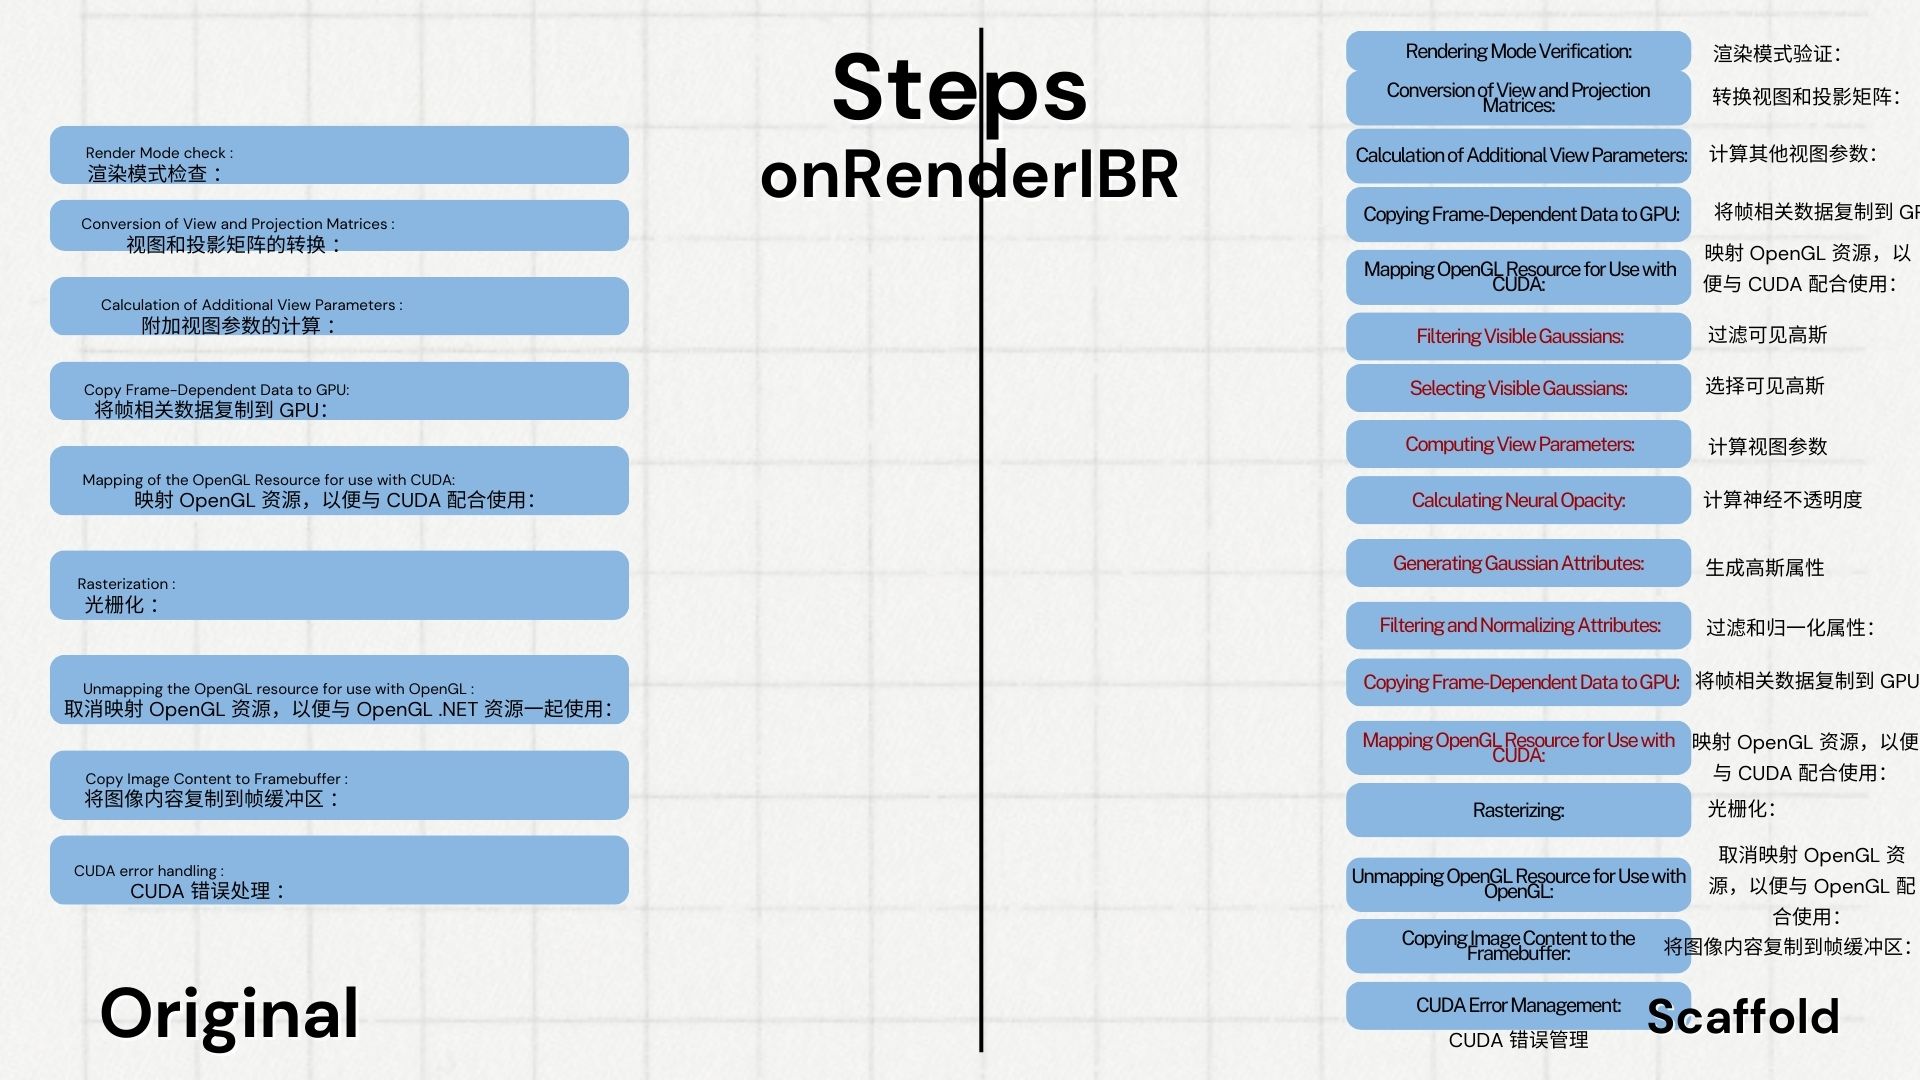 Steps
onRenderIBR
Render Mode check :
渲染模式检查 ：
Conversion of View and Projection Matrices :
视图和投影矩阵的转换 ：
Calculation of Additional View Parameters :
附加视图参数的计算 ：
Copy Frame-Dependent Data to GPU:
将帧相关数据复制到 GPU：
Mapping of the OpenGL Resource for use with CUDA:
映射 OpenGL 资源，以便与 CUDA 配合使用：
Rasterization :
光栅化 ：
Unmapping the OpenGL resource for use with OpenGL :
取消映射 OpenGL 资源，以便与 OpenGL .NET 资源一起使用：
Copy Image Content to Framebuffer :
将图像内容复制到帧缓冲区 ：
CUDA error handling :
CUDA 错误处理 ：
Original
Rendering Mode Verification:
渲染模式验证：
Conversion of View and Projection
Matrices:
转换视图和投影矩阵：
Calculation of Additional View Parameters:
计算其他视图参数：
Copying Frame-Dependent Data to GPU:
将帧相关数据复制到
Mapping OpenGL Resource for Use with
CUDA:
映射 OpenGL 资源，以
便与 CUDA 配合使用：
Filtering Visible Gaussians:
过滤可见高斯
Selecting Visible Gaussians:
选择可见高斯
Computing View Parameters:
计算视图参数
Calculating Neural Opacity:
计算神经不透明度
Generating Gaussian Attributes:
生成高斯属性
Filtering and Normalizing Attributes:
过滤和归一化属性：
Copying Frame-Dependent Data to GPU:
将帧相关数据复制到 GPU
Mapping OpenGL Resource for Use with
CUDA:
映射 OpenGL 资源，以便
与 CUDA 配合使用：
Rasterizing:
光栅化：
Unmapping OpenGL Resource for Use with
OpenGL:
取消映射 OpenGL 资
源，以便与 OpenGL 配
合使用：
Copying Image Content to the
Framebuffer:
将图像内容复制到帧缓冲区：
CUDA Error Management:
CUDA 错误管理
Scaffold